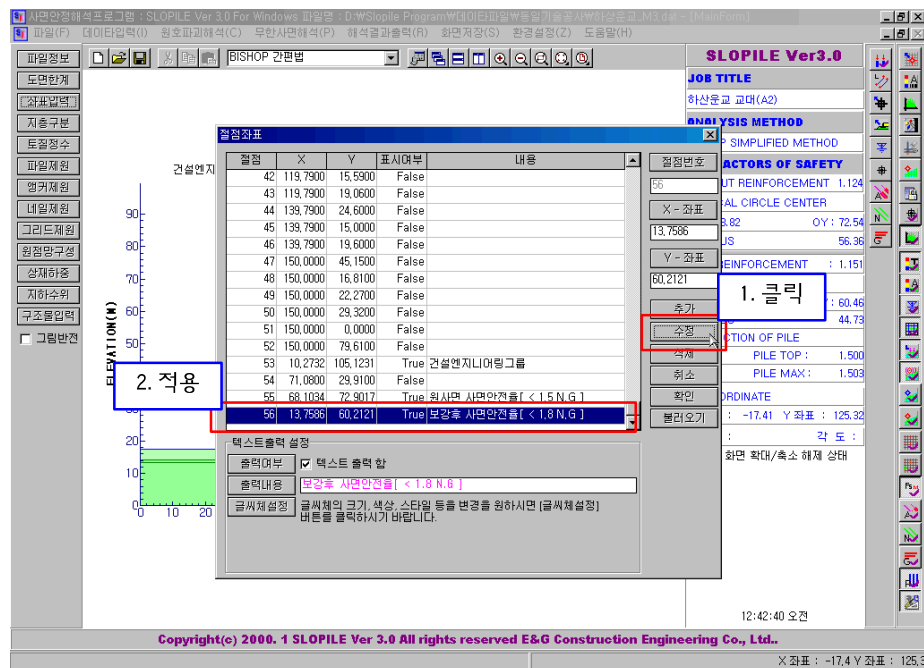 사면안정해석프로그램 : SLOPILE Ver 3.0 For Windows 파일명 : D:₩Slopile Program₩데이타파일₩동일기술공사₩하산운교_M3.dat - [Mainform]
파일(F) 데이타입력(I) 원호파괴해석(C) 무한사면해석(P) 해석결과출력(R) 화면저장(S) 환경설정(Z) 도움말(H)
파일정보
BISHOP 간편법
도면한계
좌표입력
지층구분
토질정수
파일제원
앵커제원
네일제원
그리드제원
원점망구성
상재하중
지하수위
구조물입력
그림반전
건설엔지
ELEVATION(M)
90
80
70
60
50
20
10
0
0 10 20
절점좌표
절점 X Y 표시여부 내용
42 119,7900 15,5900 False
43 119,7900 19,0600 False
44 139,7900 24,6000 False
45 139,7900 15,0000 False
46 139,7900 19,6000 False
47 150,0000 45,1500 False
48 150,0000 16,8100 False
49 150,0000 22,2700 False
50 150,0000 29,3200 False
51 150,0000 0,0000 False
52 150,0000 79,6100 False
53 10,2732 105,1231 True 건설엔지니어링그룹
54 71,0800 29,9100 False
55 68,1034 72,9017 True 원사면 사면안전율[ < 1,5 N,G ]
56 13,7586 60,2121 True 보강후 사면안전율[ < 1,8 N,G ]
절점번호
56
X - 좌표
13,7586
Y - 좌표
60,2121
추가
수정
삭제
취소
확인
불러오기
1. 클릭
2. 적용
텍스트출력 설정
출력여부 텍스트 출력 함
출력내용 보강후 사면안전율[ < 1.8 N.G ]
글씨체설정 글씨체의 크기, 색상, 스타일 등을 변경을 원하시면 [글씨체설정]
버튼를 클릭하시기 바랍니다.
SLOPILE Ver3.0
JOB TITLE
하산운교 교대(A2)
ANALYSIS METHOD
SIMPLIFIED METHOD
ACTORS OF SAFETY
UT REINFORCEMENT 1.124
AL CIRCLE CENTER
8.82 OY : 72.54
US 56.36
EINFORCEMENT : 1.151
: 60.46
44.73
CTION OF PILE
PILE TOP : 1.500
PILE MAX : 1.503
ORDINATE
: -17.41 Y 좌표 : 125.32
: 각 도 :
화면 확대/축소 해제 상태
12:42:40 오전
Copyright(c) 2000. 1 SLOPILE Ver 3.0 All rights reserved E&G Construction Engineering Co., Ltd..
X 좌표 : -17,4 Y 좌표 : 125,3